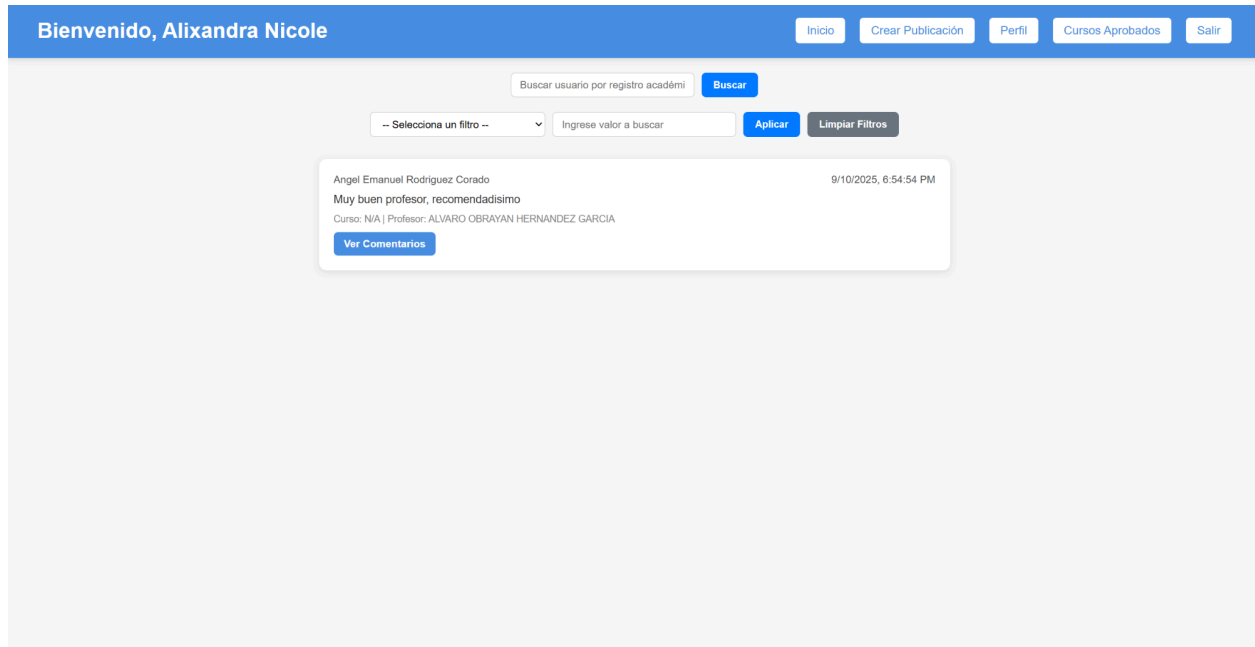 Bienvenido, Alixandra Nicole
Inicio Crear Publicación Perfil Cursos Aprobados Salir
Buscar usuario por registro académi Buscar
-- Selecciona un filtro -- Ingrese valor a buscar Aplicar Limpiar Filtros
Angel Emanuel Rodriguez Corado 9/10/2025, 6:54:54 PM
Muy buen profesor, recomendadisimo
Curso: N/A | Profesor: ALVARO OBRAYAN HERNANDEZ GARCIA
Ver Comentarios